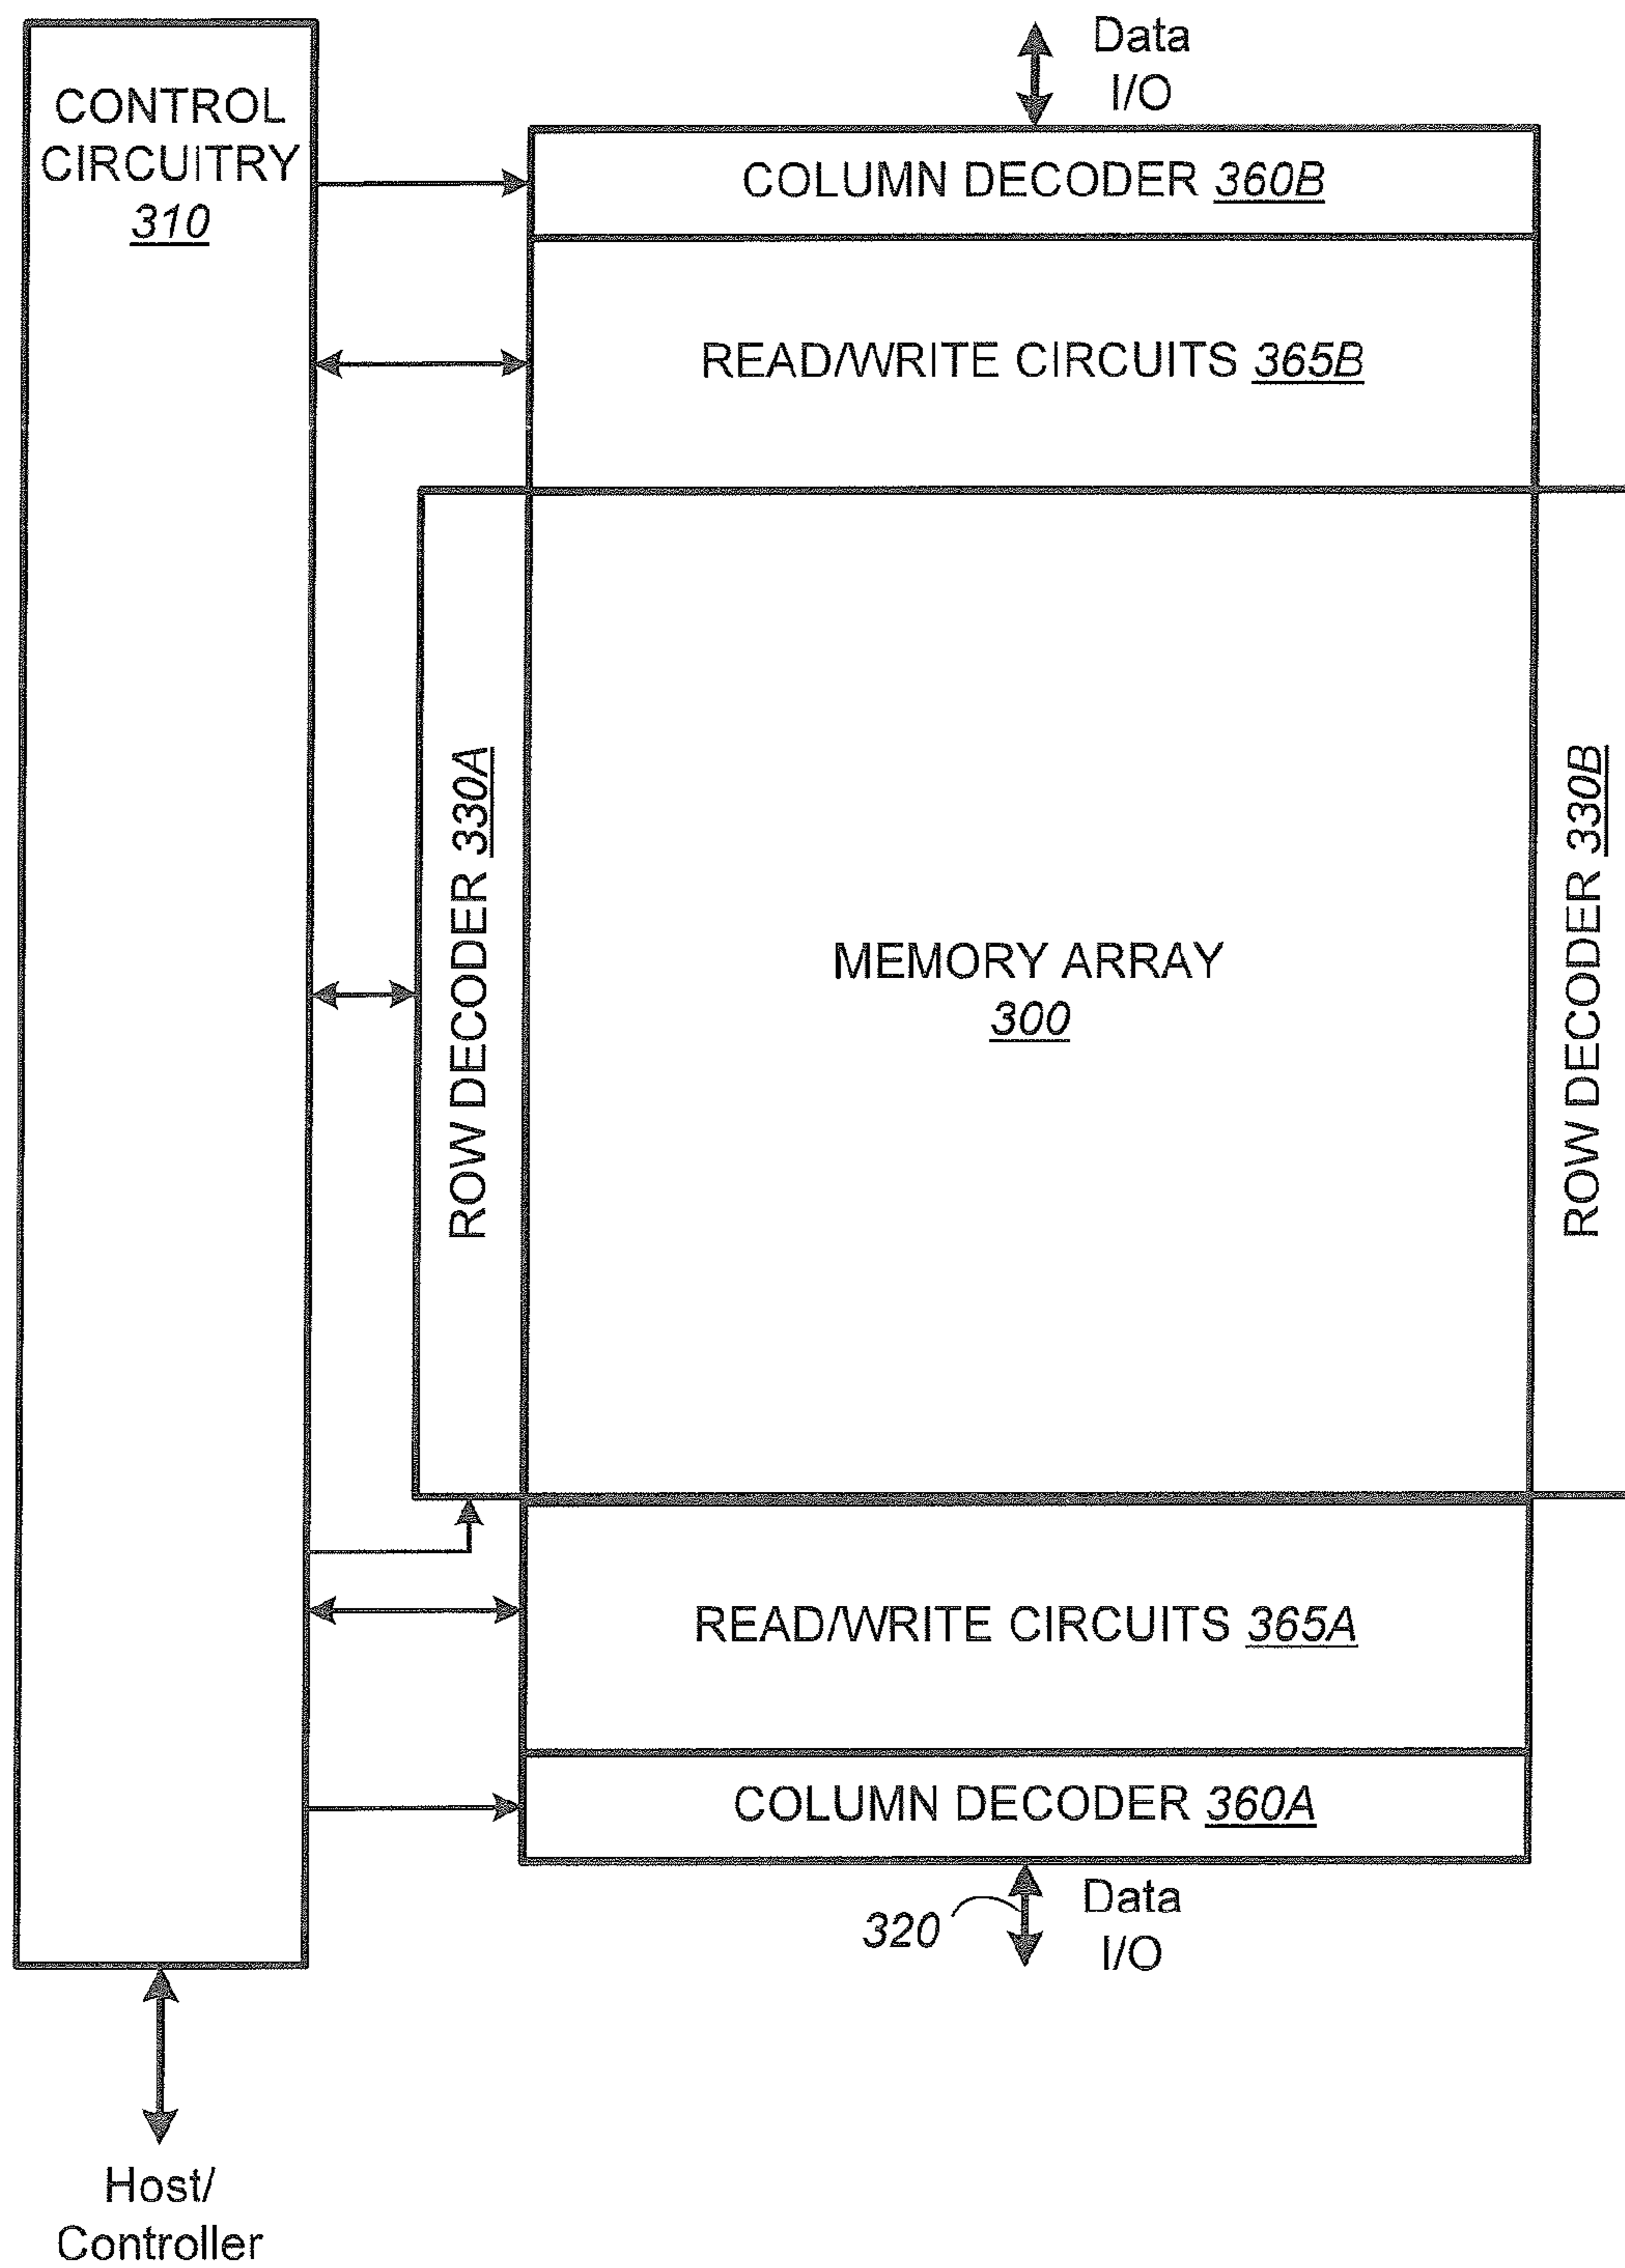 Data
I/O
CONTROL
CIRCUITRY
310
COLUMN DECODER 360B
READ/WRITE CIRCUITS 365B
ROW DECODER 330A
MEMORY ARRAY
300
ROW DECODER 330B
READ/WRITE CIRCUITS 365A
COLUMN DECODER 360A
320
Data
I/O
Host/
Controller